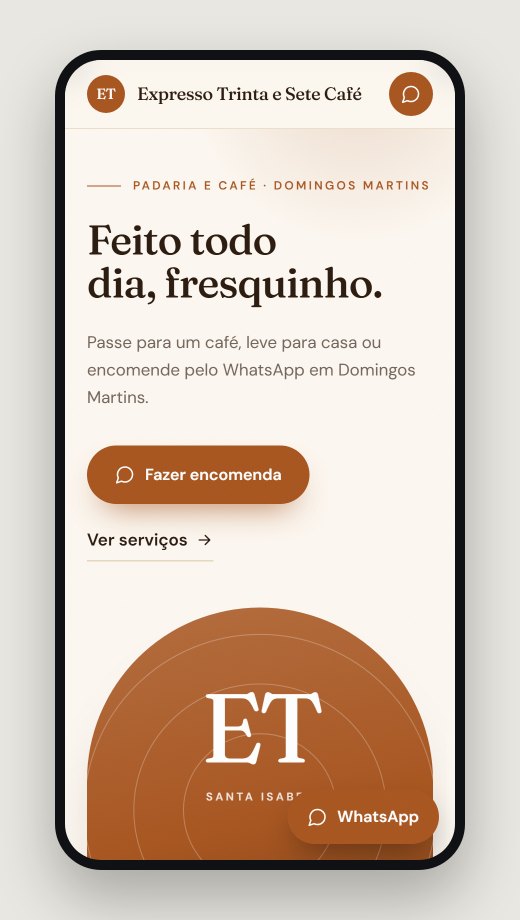 ET Expresso Trinta e Sete Café
PADARIA E CAFÉ · DOMINGOS MARTINS
Feito todo
dia, fresquinho.
Passe para um café, leve para casa ou
encomende pelo WhatsApp em Domingos
Martins.
Fazer encomenda
Ver serviços →
ET
SANTA
WhatsApp